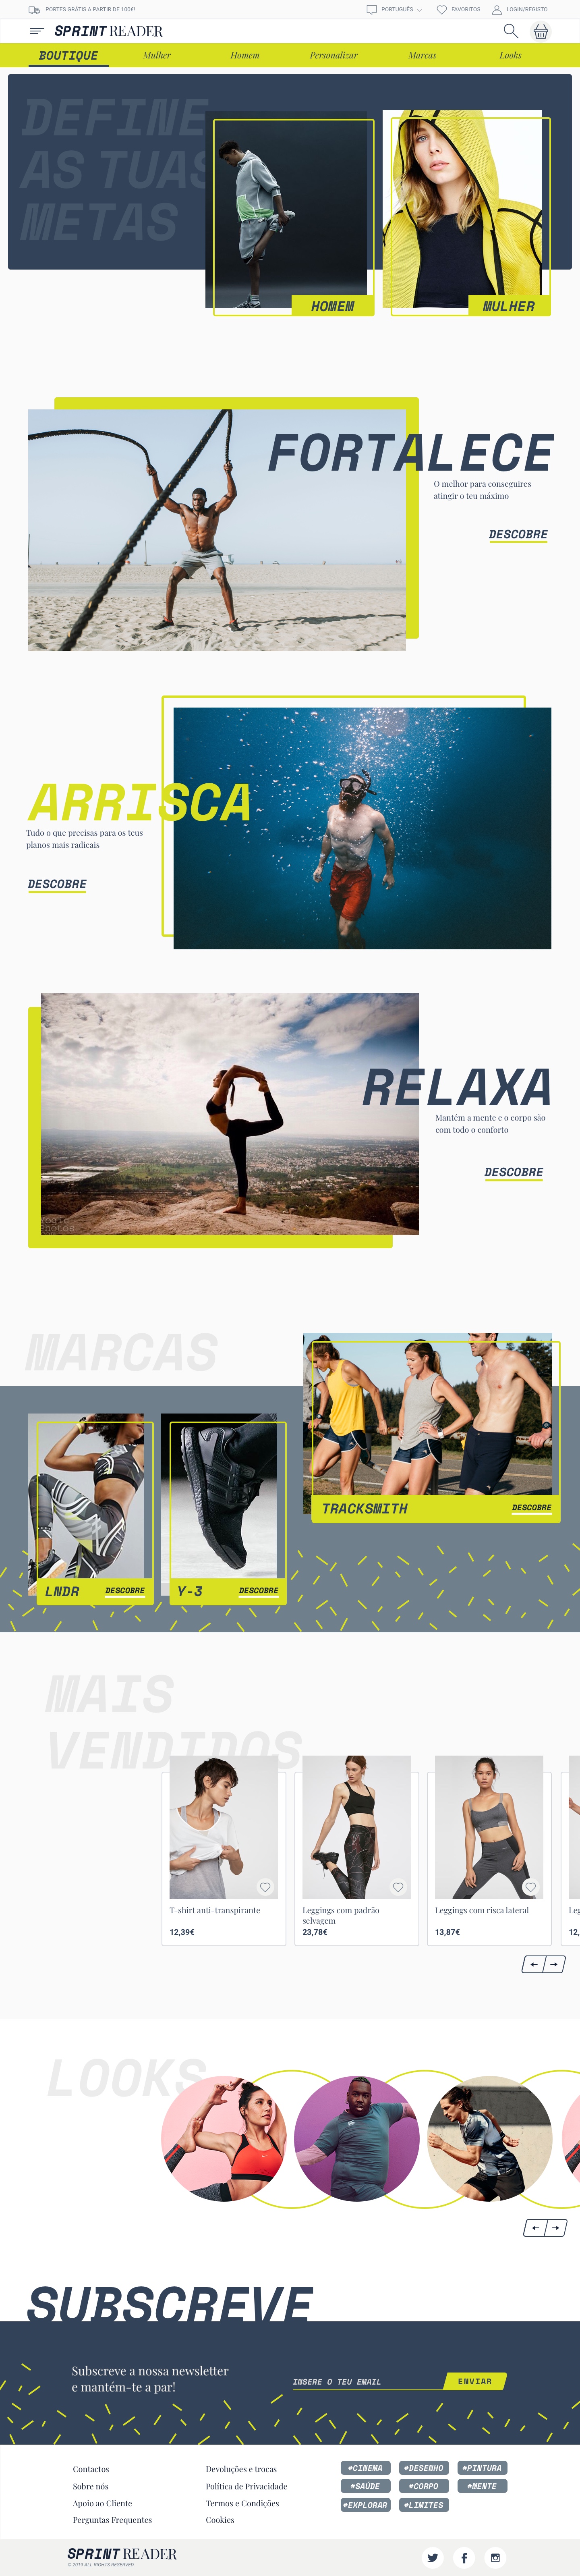 PORTES GRÁTIS A PARTIR DE 100€!
PORTUGUÊS
FAVORITOS
LOGIN/REGISTO
SPRINT READER
BOUTIQUE
Mulher
Homem
Personalizar
Marcas
Looks
DEFINE
AS TUAS
METAS
HOMEM
MULHER
FORTALECE
O melhor para conseguires
atingir o teu máximo
DESCOBRE
ARRISCA
Tudo o que precisas para os teus
planos mais radicais
DESCOBRE
RELAXA
Mantém a mente e o corpo são
com todo o conforto
DESCOBRE
MARCAS
TRACKSMITH
DESCOBRE
LNDR
DESCOBRE
Y-3
DESCOBRE
MAIS
VENDIDOS
T-shirt anti-transpirante
12,39€
Leggings com padrão
selvagem
23,78€
Leggings com risca lateral
13,87€
Leg
12,
LOOKS
SUBSCREVE
Subscreve a nossa newsletter
e mantém-te a par!
INSERE O TEU EMAIL
ENVIAR
Contactos
Sobre nós
Apoio ao Cliente
Perguntas Frequentes
Devoluções e trocas
Política de Privacidade
Termos e Condições
Cookies
#CINEMA
#DESENHO
#PINTURA
#SAÚDE
#CORPO
#MENTE
#EXPLORAR
#LIMITES
SPRINT READER
© 2019 ALL RIGHTS RESERVED.